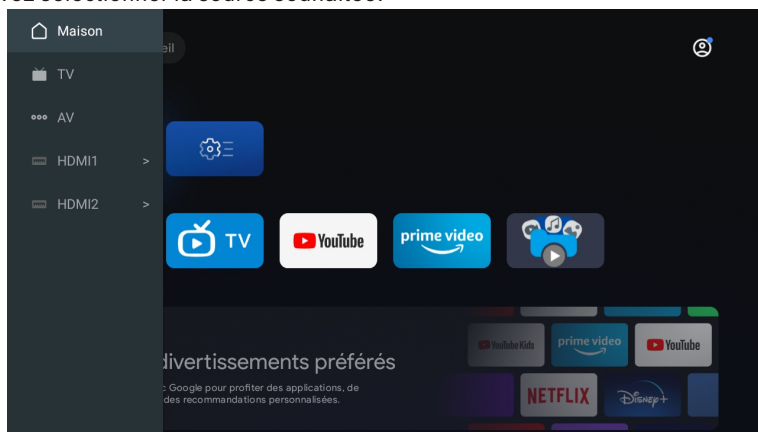 Maison
eil
TV
AV
HDMI1 >
HDMI2 >
TV
YouTube
prime video
divertissements préférés
c Google pour profiter des applications, de
des recommandations personnalisées.
YouTube Kids
prime video
YouTube
NETFLIX
Disney+